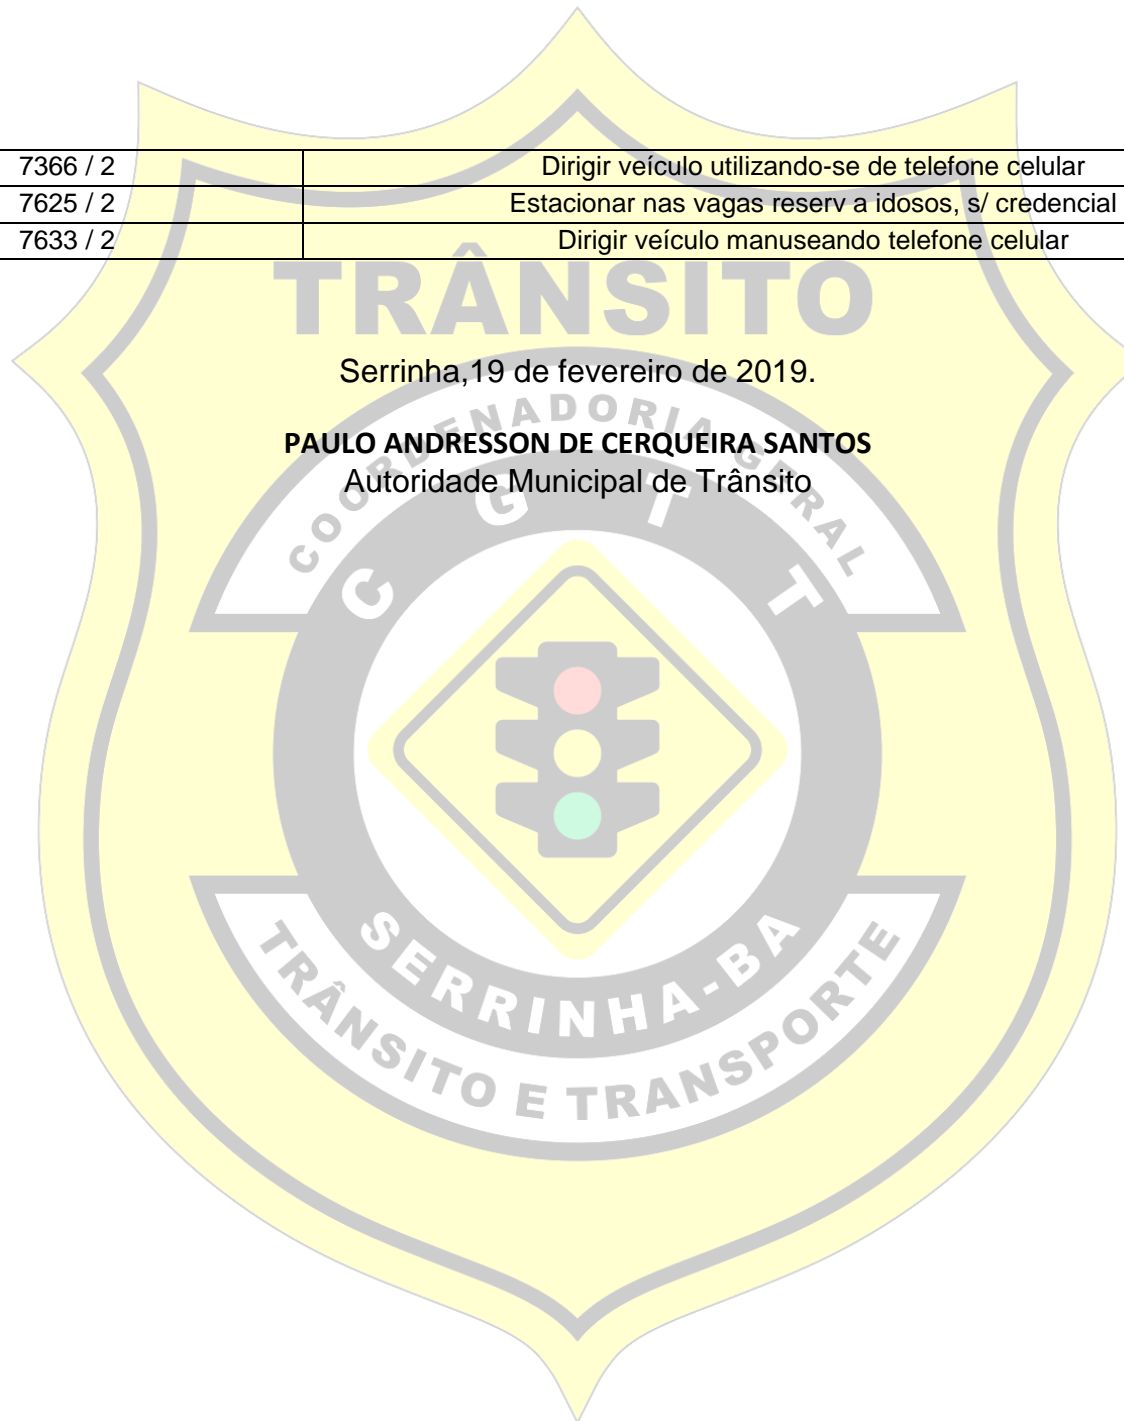 7366 / 2 Dirigir veículo utilizando-se de telefone celular
7625 / 2 Estacionar nas vagas reserv a idosos, s/ credencial
7633 / 2 Dirigir veículo manuseando telefone celular
TRÂNSITO
Serrinha,19 de fevereiro de 2019.
COORDENADORIA GERAL
PAULO ANDRESSON DE CERQUEIRA SANTOS
Autoridade Municipal de Trânsito
C G T T
SERRINHA-BA
TRÂNSITO E TRANSPORTE